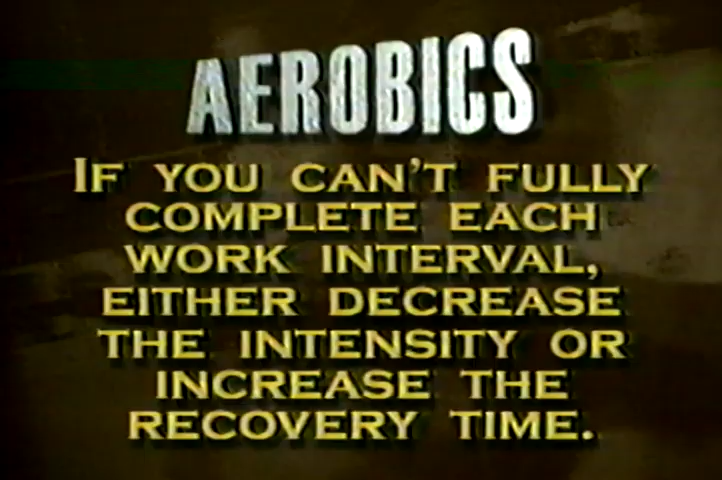 AEROBICS
IF YOU CAN'T FULLY
COMPLETE EACH
WORK INTERVAL,
EITHER DECREASE
THE INTENSITY OR
INCREASE THE
RECOVERY TIME.